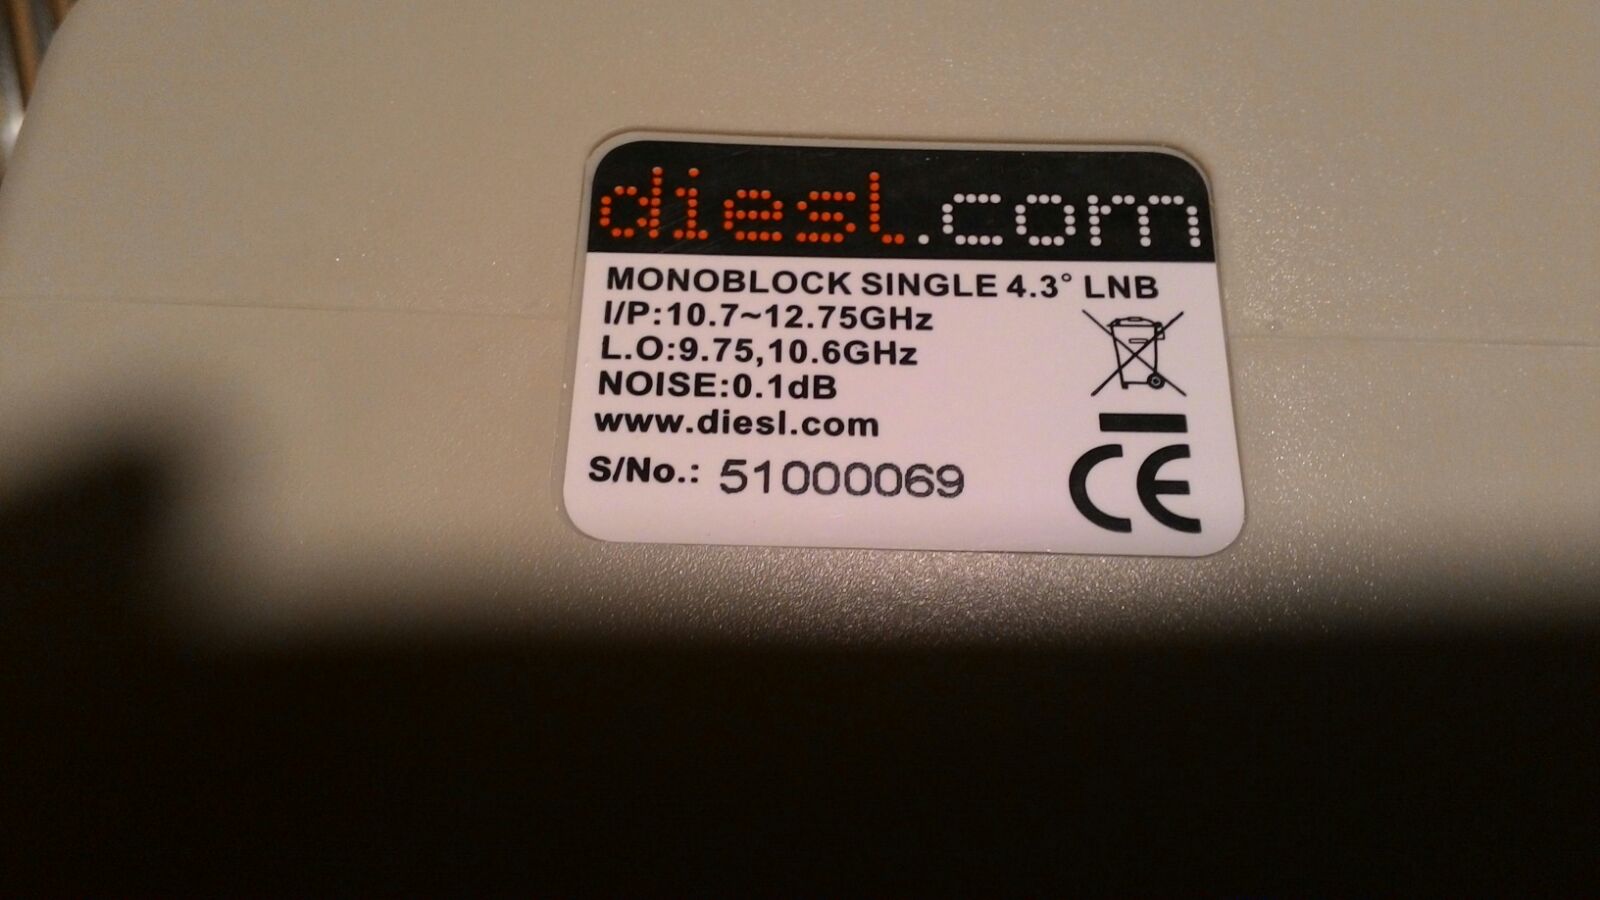 diesl.com
MONOBLOCK SINGLE 4.3° LNB
I/P:10.7~12.75GHz
L.O:9.75,10.6GHz
NOISE:0.1dB
www.diesl.com
S/No.: 51000069
CE